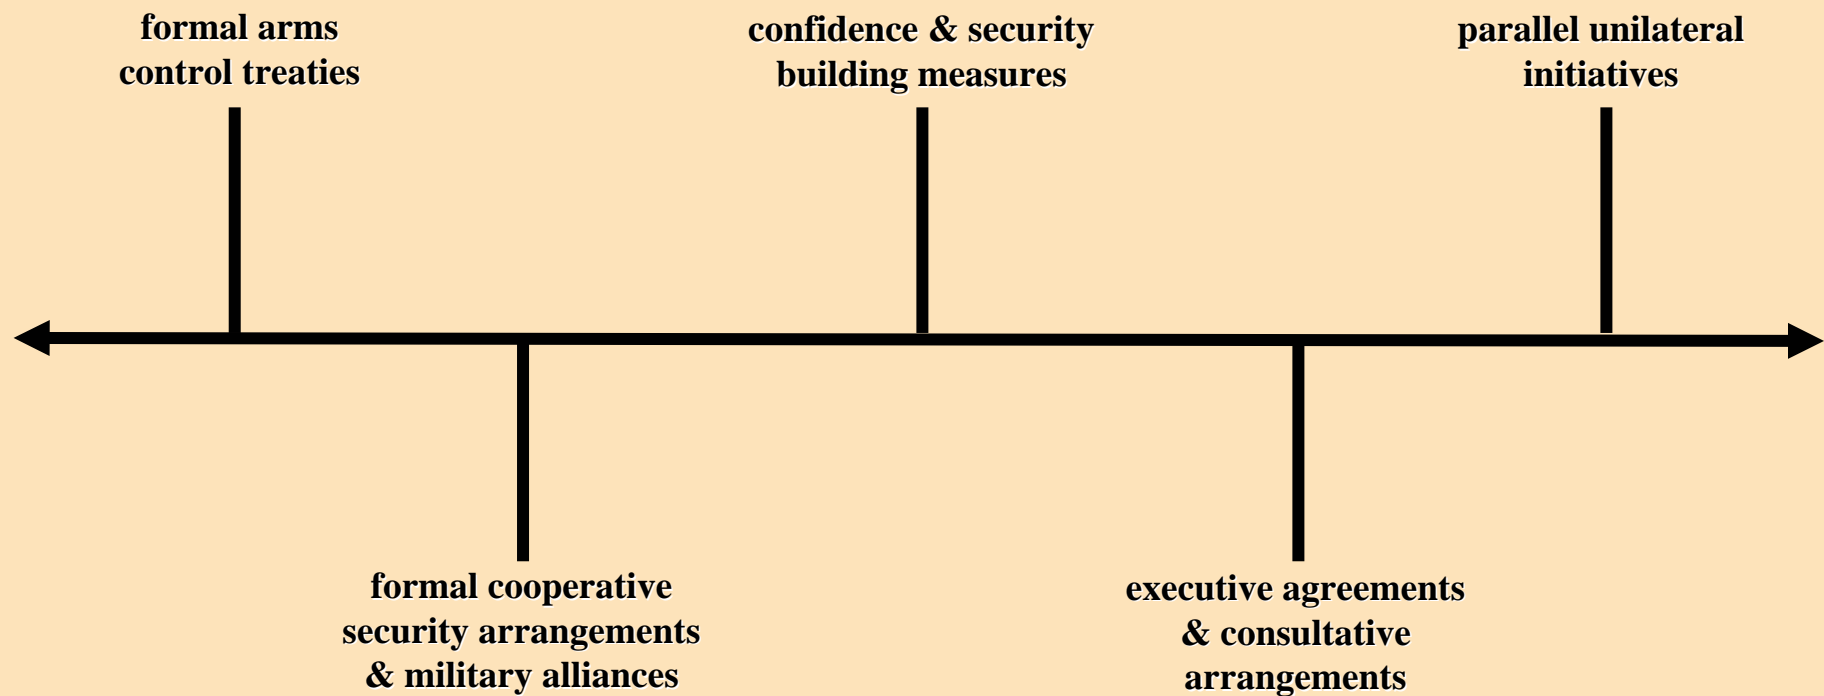 formal arms
control treaties
confidence & security
building measures
parallel unilateral
initiatives
formal cooperative
security arrangements
& military alliances
executive agreements
& consultative
arrangements